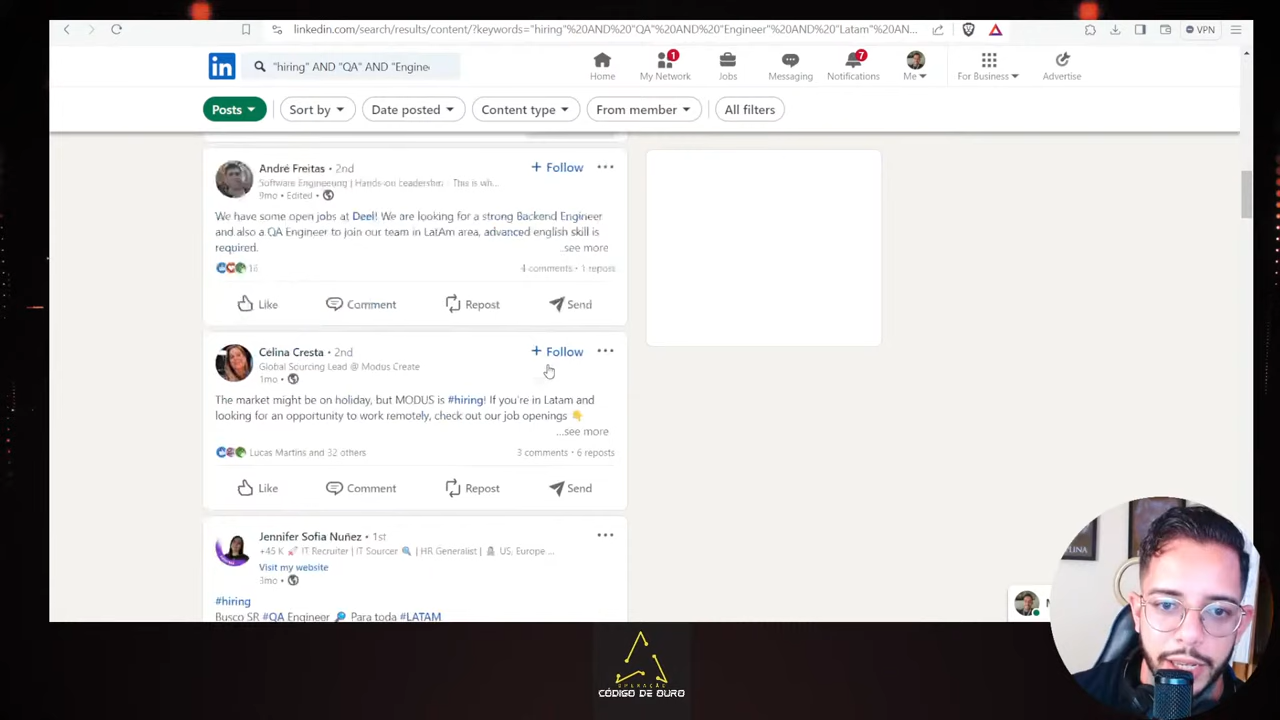 linkedin.com/search/results/content/?keywords="hiring"%20AND%20"QA"%20AND%20"Engineer"%20AND%20"Latam"%20AN...
VPN
in
"hiring" AND "QA" AND "Engine
1
7
Home
My Network
Jobs
Messaging
Notifications
Me
For Business
Advertise
Posts
Sort by
Date posted
Content type
From member
All filters
André Freitas • 2nd
+ Follow
Software Engineering | Hands-on Leadership - This is wh...
9mo • Edited •
We have some open jobs at Deel! We are looking for a strong Backend Engineer
and also a QA Engineer to join our team in LatAm area, advanced english skill is
required.
...see more
18
4 comments • 1 repost
Like
Comment
Repost
Send
Celina Cresta • 2nd
+ Follow
Global Sourcing Lead @ Modus Create
1mo •
The market might be on holiday, but MODUS is #hiring! If you're in Latam and
looking for an opportunity to work remotely, check out our job openings
...see more
Lucas Martins and 32 others
3 comments • 6 reposts
Like
Comment
Repost
Send
Jennifer Sofia Nuñez • 1st
+45 K | IT Recruiter | IT Sourcer | HR Generalist | US, Europe ...
Visit my website
3mo •
#hiring
Busco SR #QA Engineer Para toda #LATAM
OPERAÇÃO
CÓDIGO DE OURO